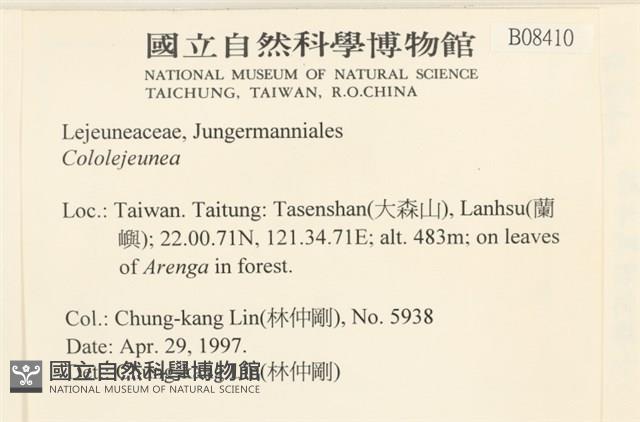 國立自然科學博物館
B08410
NATIONAL MUSEUM OF NATURAL SCIENCE
TAICHUNG, TAIWAN, R.O.CHINA
Lejeuneaceae, Jungermanniales
Cololejeunea
Loc.: Taiwan. Taitung: Tasenshan(大森山), Lanhsu(蘭
嶼); 22.00.71N, 121.34.71E; alt. 483m; on leaves
of Arenga in forest.
Col.: Chung-kang Lin(林仲剛), No. 5938
Date: Apr. 29, 1997.
(林仲剛)
國立自然科學博物館
NATIONAL MUSEUM OF NATURAL SCIENCE